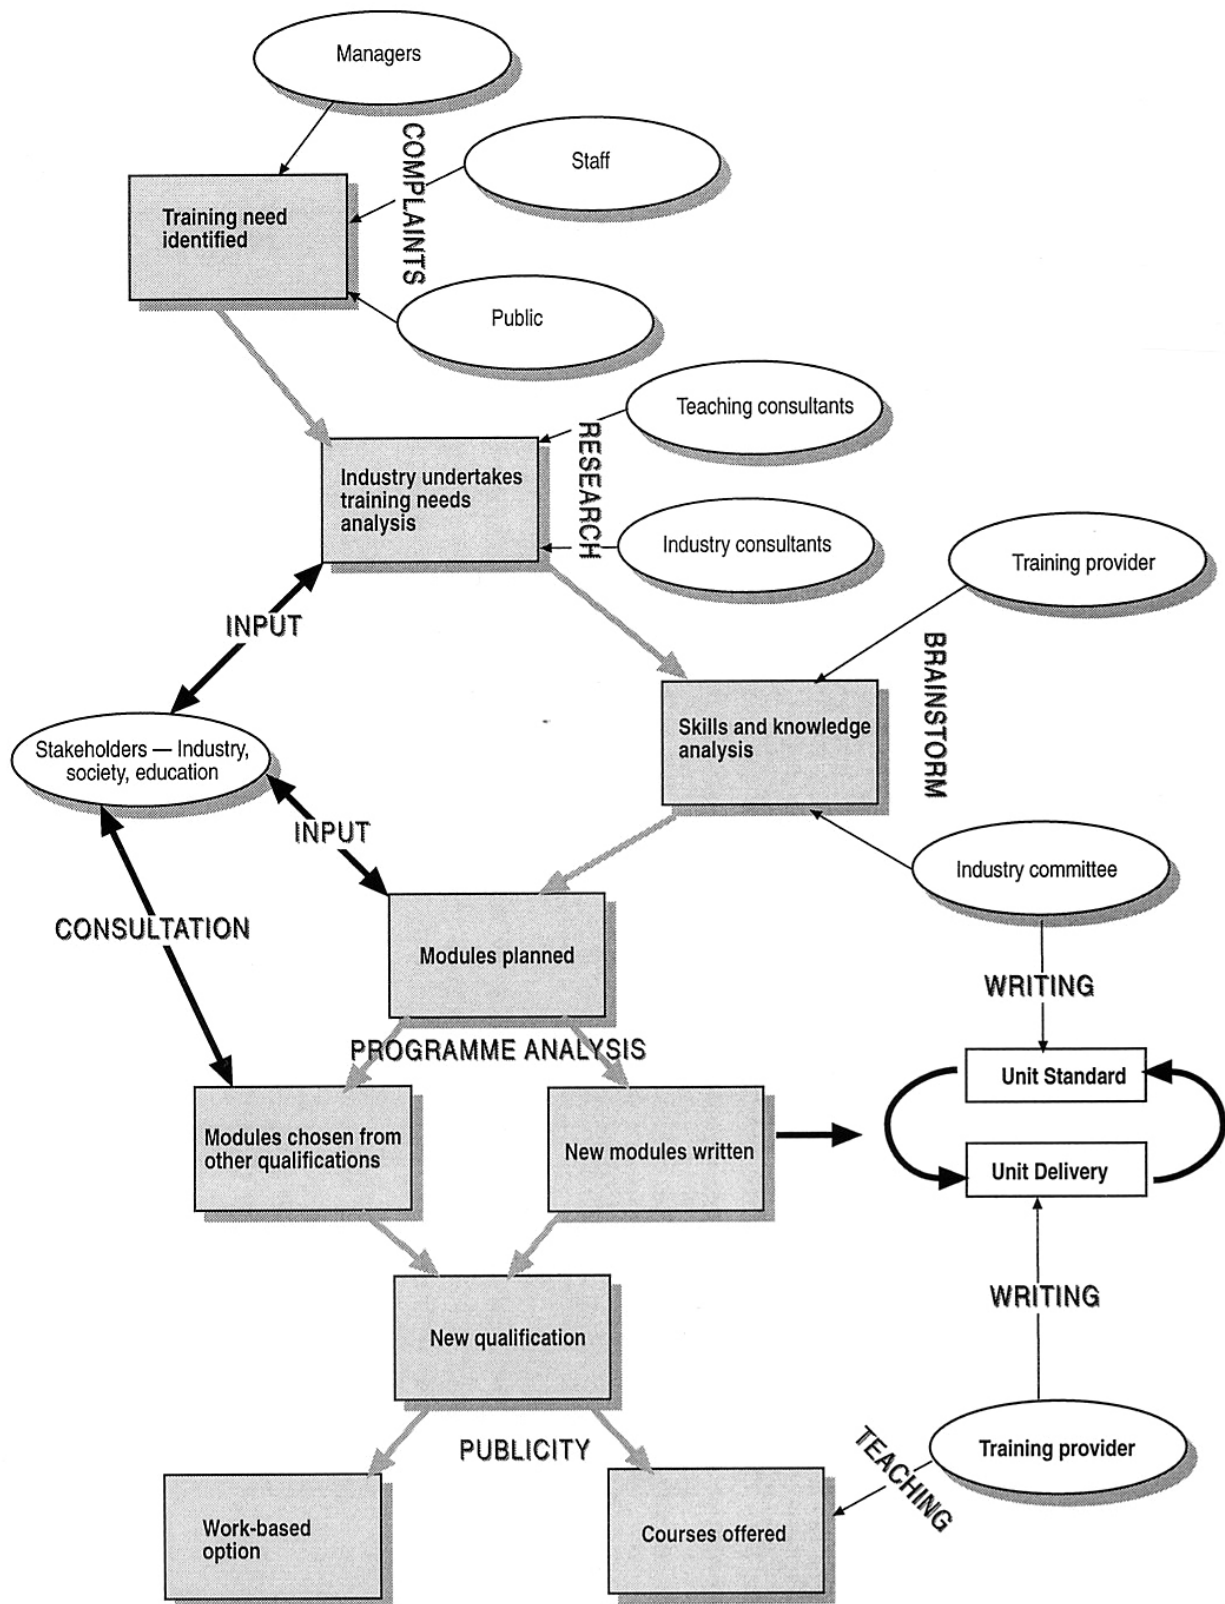 Managers
COMPLAINTS
Staff
Training need
identified
Public
Teaching consultants
RESEARCH
Industry undertakes
training needs
analysis
Industry consultants
Training provider
INPUT
BRAINSTORM
Skills and knowledge
analysis
Stakeholders — Industry,
society, education
INPUT
Industry committee
CONSULTATION
Modules planned
WRITING
PROGRAMME ANALYSIS
Unit Standard
Modules chosen from
other qualifications
New modules written
Unit Delivery
WRITING
New qualification
PUBLICITY
TEACHING
Training provider
Work-based
option
Courses offered